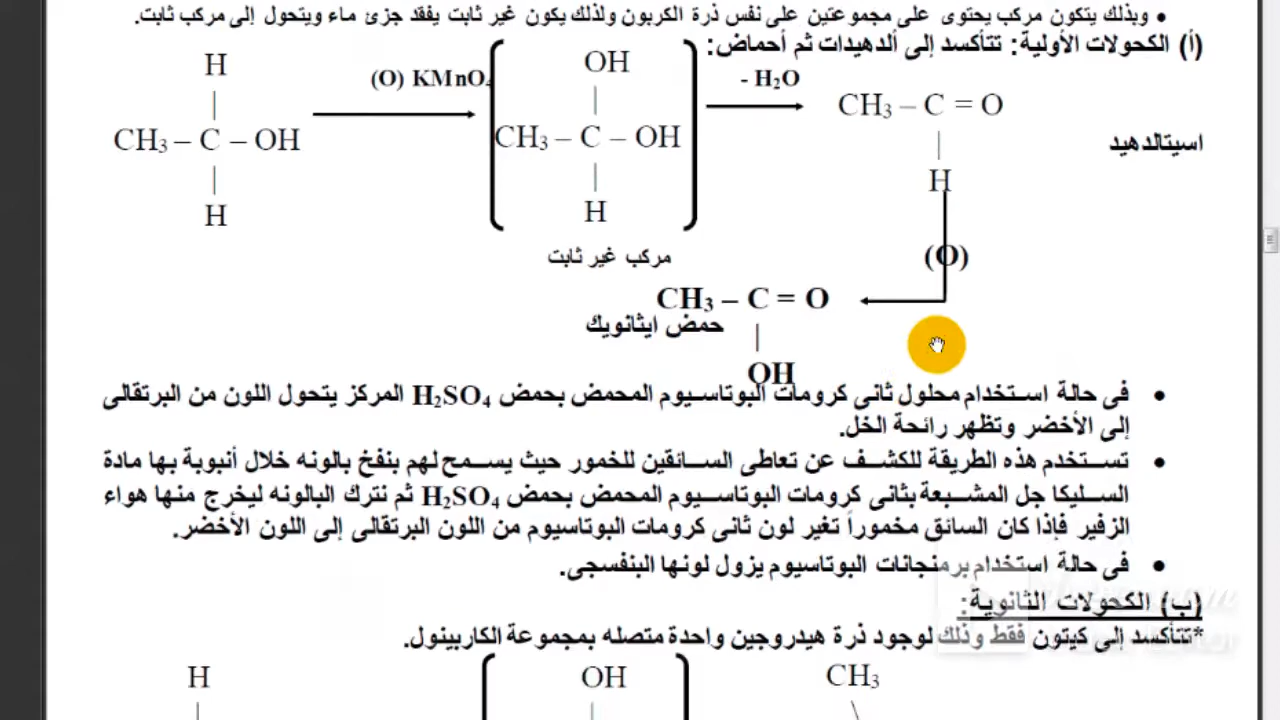 • وبذلك يتكون مركب يحتوى على مجموعتين على نفس ذرة الكربون ولذلك يكون غير ثابت يفقد جزئ ماء ويتحول إلى مركب ثابت.
(أ) الكحولات الأولية: تتأكسد إلى ألدهيدات ثم أحماض:
H
|
CH₃ – C – OH
|
H
(O) KMnO₄
OH
|
CH₃ – C – OH
|
H
مركب غير ثابت
- H₂O
CH₃ – C = O
|
H
اسيتالدهيد
(O)
CH₃ – C = O
|
OH
حمض ايثانويك
• فى حالة استخدام محلول ثانى كرومات البوتاسيوم المحمض بحمض H₂SO₄ المركز يتحول اللون من البرتقالى
إلى الأخضر وتظهر رائحة الخل.
• تستخدم هذه الطريقة للكشف عن تعاطى السائقين للخمور حيث يسمح لهم بنفخ بالونه خلال أنبوبة بها مادة
السليكا جل المشبعة بثانى كرومات البوتاسيوم المحمض بحمض H₂SO₄ ثم نترك البالونه ليخرج منها هواء
الزفير فإذا كان السائق مخموراً تغير لون ثانى كرومات البوتاسيوم من اللون البرتقالى إلى اللون الأخضر.
• فى حالة استخدام برمنجانات البوتاسيوم يزول لونها البنفسجى.
(ب) الكحولات الثانوية:
*تتأكسد إلى كيتون فقط وذلك لوجود ذرة هيدروجين واحدة متصله بمجموعة الكاربينول.
H
|
OH
|
CH₃
\